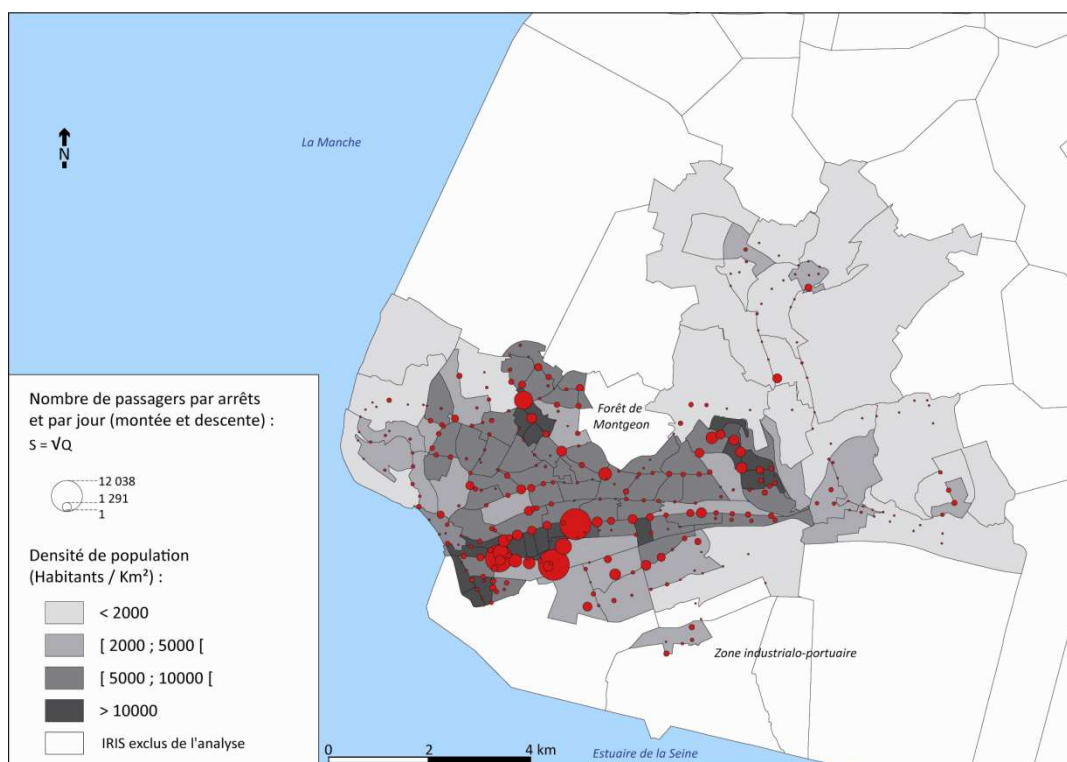 N
La Manche
Forêt de
Montgeon
Zone industrialo-portuaire
Estuaire de la Seine
Nombre de passagers par arrêts
et par jour (montée et descente) :
S = √Q
12 038
1 291
1
Densité de population
(Habitants / Km²) :
< 2000
[ 2000 ; 5000 [
[ 5000 ; 10000 [
> 10000
IRIS exclus de l'analyse
0 2 4 km